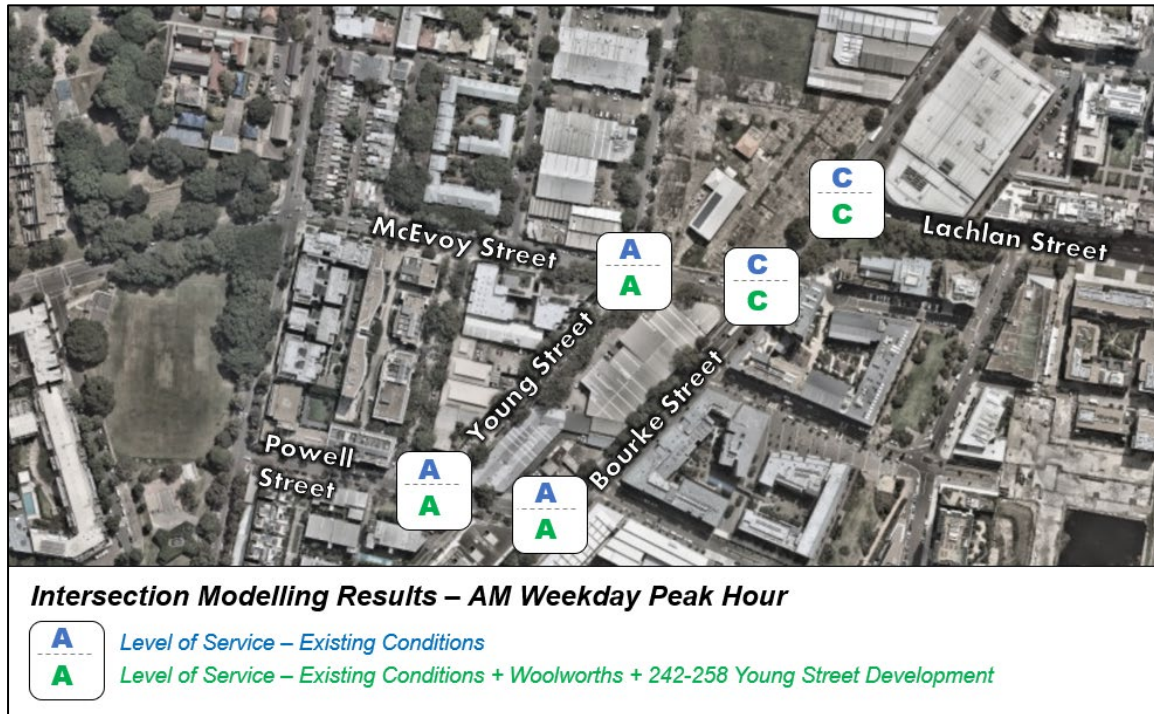 C
C
Lachlan Street
McEvoy Street
A
A
C
C
Young Street
Bourke Street
Powell
Street
A
A
A
A
Intersection Modelling Results – AM Weekday Peak Hour
A
Level of Service – Existing Conditions
A
Level of Service – Existing Conditions + Woolworths + 242-258 Young Street Development